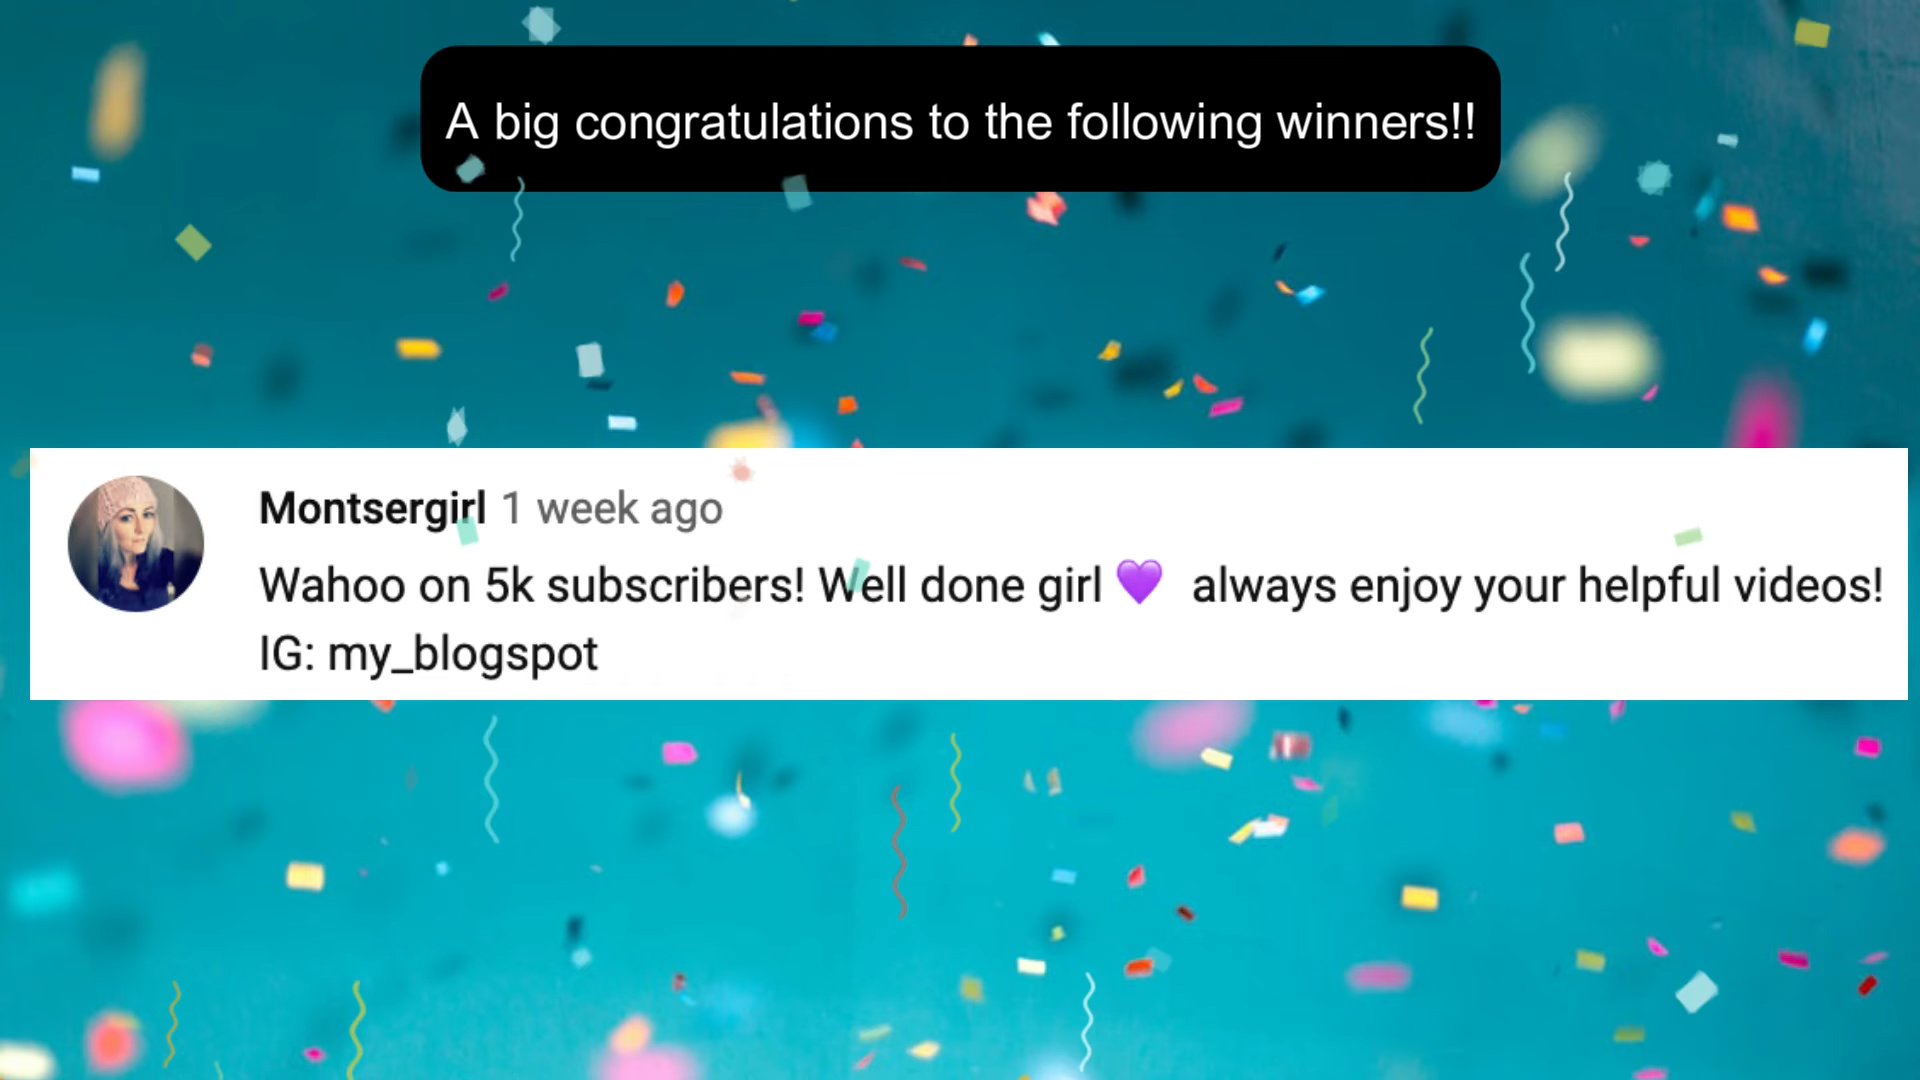 A big congratulations to the following winners!!
Montsergirl 1 week ago
Wahoo on 5k subscribers! Well done girl 💜 always enjoy your helpful videos!
IG: my_blogspot